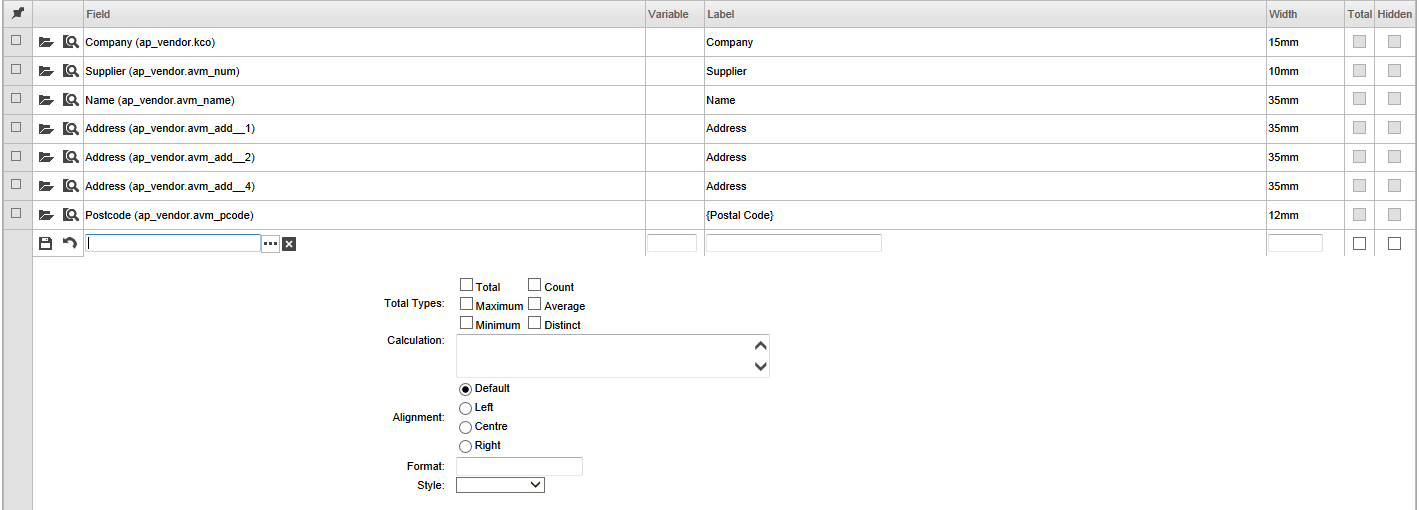 Field Variable Label Width Total Hidden
Company (ap_vendor.kco) Company 15mm
Supplier (ap_vendor.avm_num) Supplier 10mm
Name (ap_vendor.avm_name) Name 35mm
Address (ap_vendor.avm_add__1) Address 35mm
Address (ap_vendor.avm_add__2) Address 35mm
Address (ap_vendor.avm_add__4) Address 35mm
Postcode (ap_vendor.avm_pcode) {Postal Code} 12mm
Total Types: Total Count
Maximum Average
Minimum Distinct
Calculation:
Alignment: Default
Left
Centre
Right
Format:
Style: